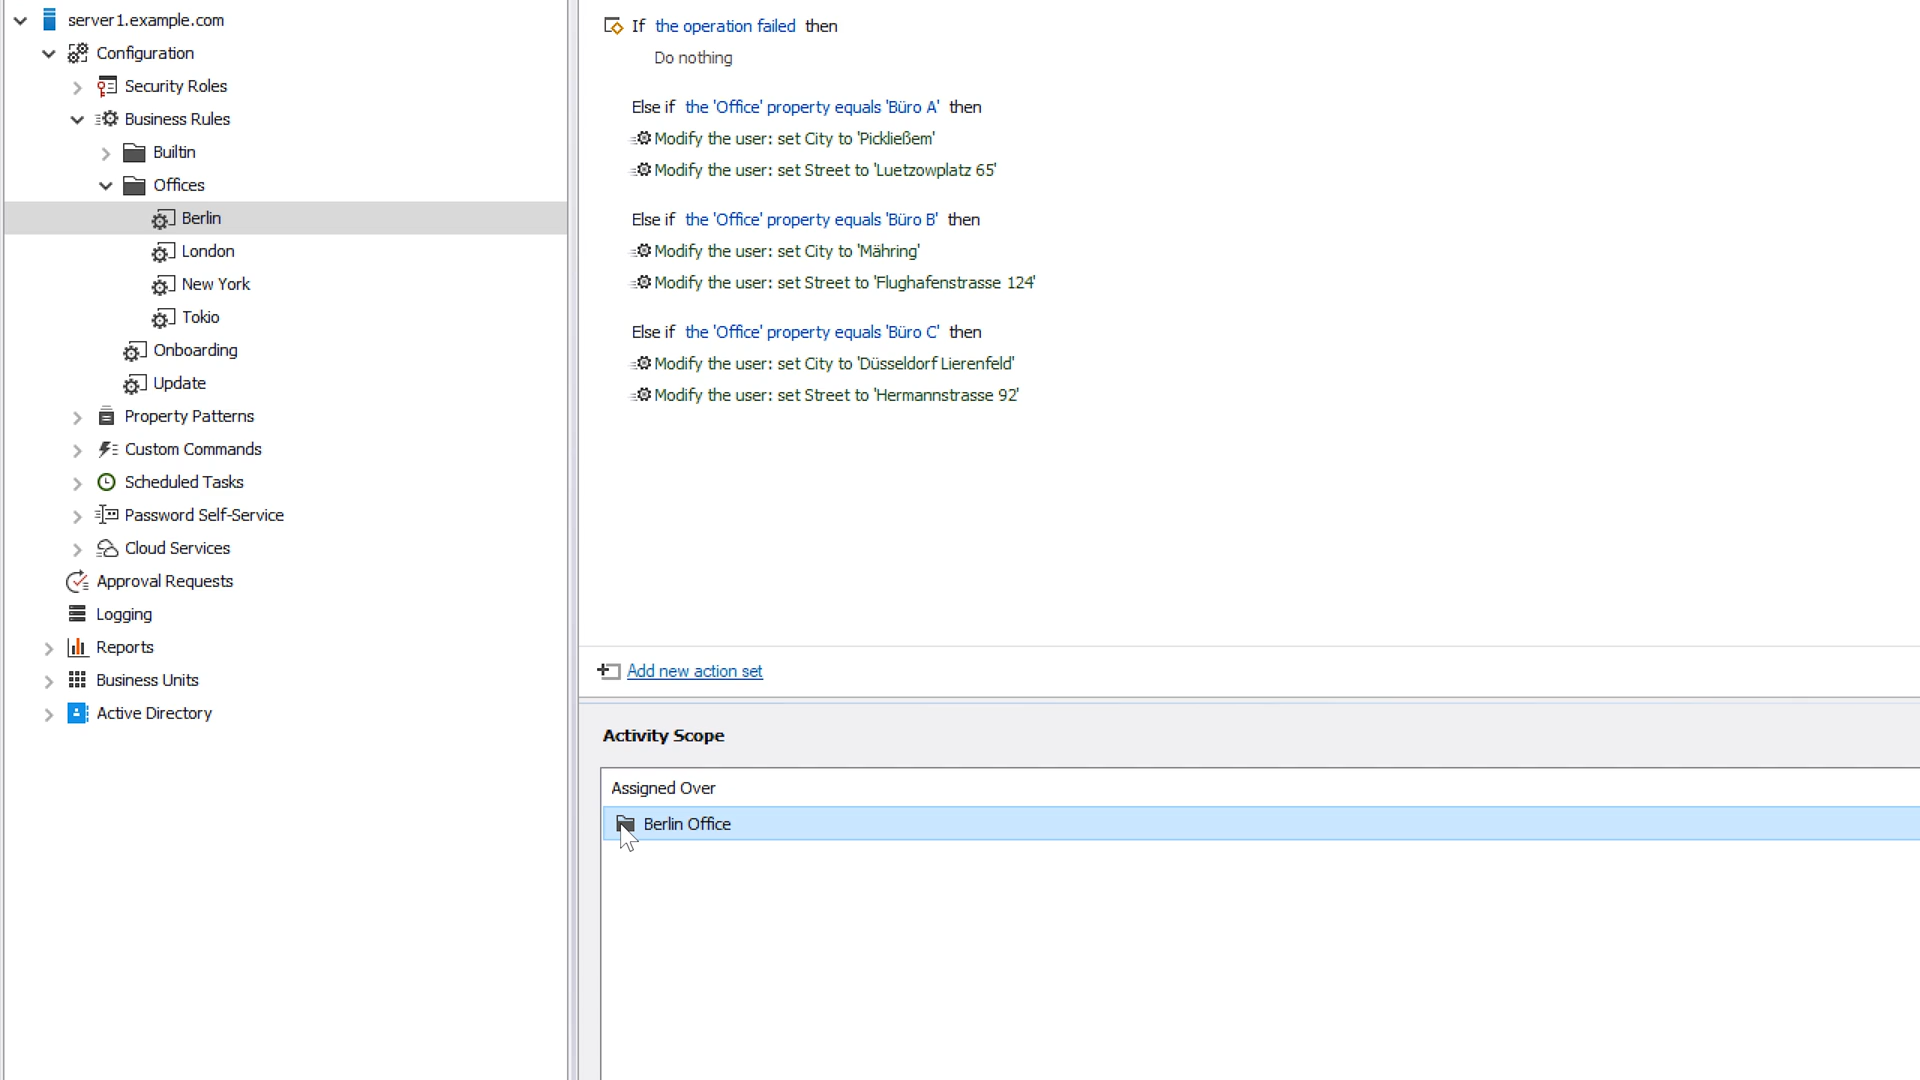 server1.example.com
Configuration
Security Roles
Business Rules
Builtin
Offices
Berlin
London
New York
Tokio
Onboarding
Update
Property Patterns
Custom Commands
Scheduled Tasks
Password Self-Service
Cloud Services
Approval Requests
Logging
Reports
Business Units
Active Directory
If the operation failed then
Do nothing
Else if the 'Office' property equals 'Büro A' then
Modify the user: set City to 'Pickließem'
Modify the user: set Street to 'Luetzowplatz 65'
Else if the 'Office' property equals 'Büro B' then
Modify the user: set City to 'Mähring'
Modify the user: set Street to 'Flughafenstrasse 124'
Else if the 'Office' property equals 'Büro C' then
Modify the user: set City to 'Düsseldorf Lierenfeld'
Modify the user: set Street to 'Hermannstrasse 92'
Add new action set
Activity Scope
Assigned Over
Berlin Office